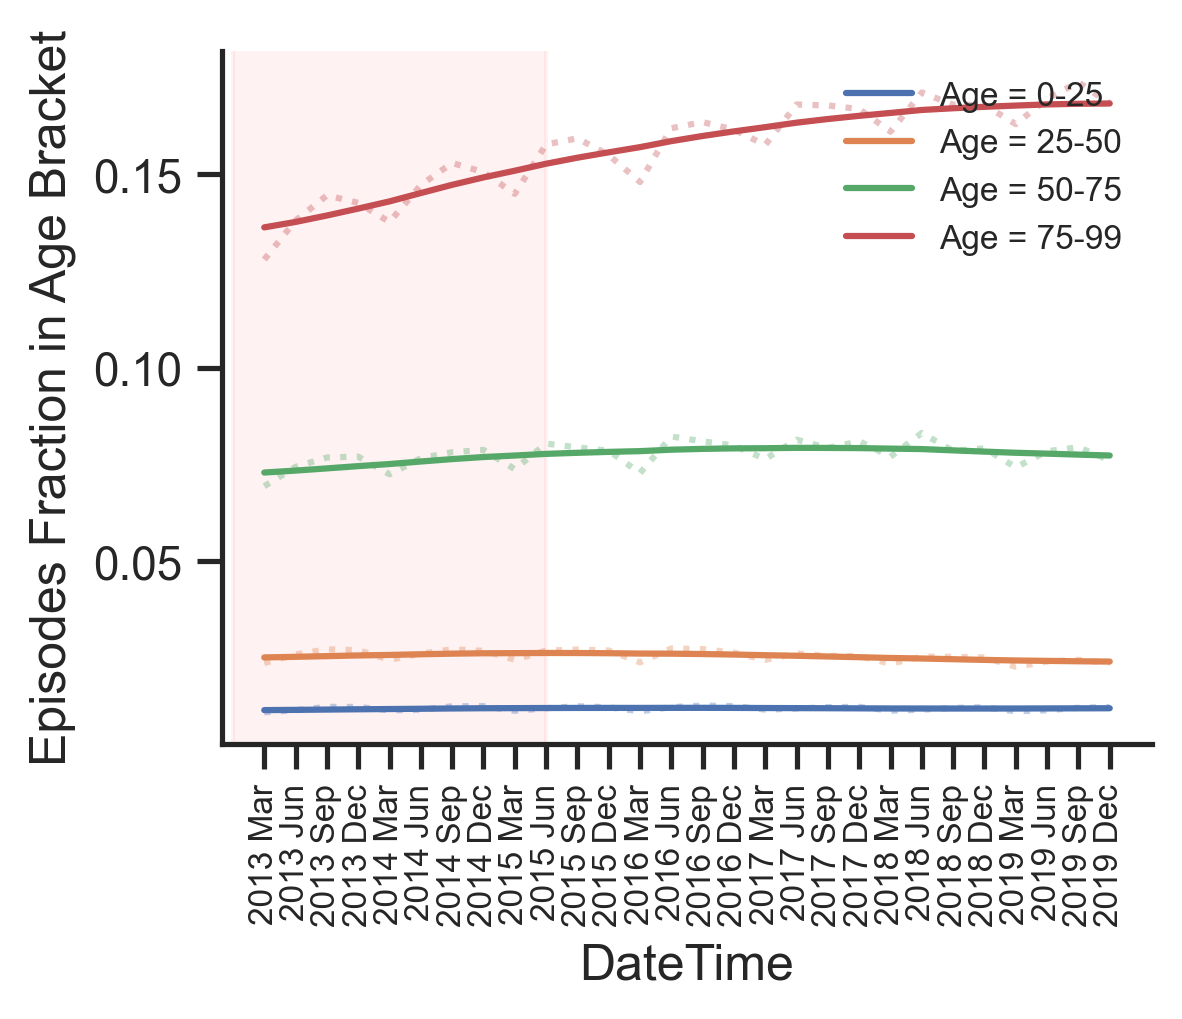 Episodes Fraction in Age Bracket
0.15
0.10
0.05
Age = 0-25
Age = 25-50
Age = 50-75
Age = 75-99
2013 Mar
2013 Jun
2013 Sep
2013 Dec
2014 Mar
2014 Jun
2014 Sep
2014 Dec
2015 Mar
2015 Jun
2015 Sep
2015 Dec
2016 Mar
2016 Jun
2016 Sep
2016 Dec
2017 Mar
2017 Jun
2017 Sep
2017 Dec
2018 Mar
2018 Jun
2018 Sep
2018 Dec
2019 Mar
2019 Jun
2019 Sep
2019 Dec
DateTime